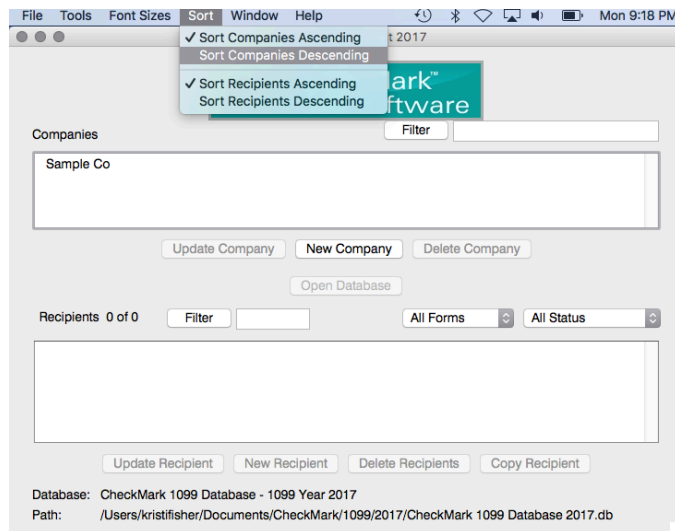 File Tools Font Sizes Sort Window Help Mon 9:18 PM
✓ Sort Companies Ascending
t 2017
Sort Companies Descending
✓ Sort Recipients Ascending
Sort Recipients Descending
ark™
ftware
Companies
Filter
Sample Co
Update Company New Company Delete Company
Open Database
Recipients 0 of 0 Filter All Forms All Status
Update Recipient New Recipient Delete Recipients Copy Recipient
Database: CheckMark 1099 Database - 1099 Year 2017
Path: /Users/kristifisher/Documents/CheckMark/1099/2017/CheckMark 1099 Database 2017.db